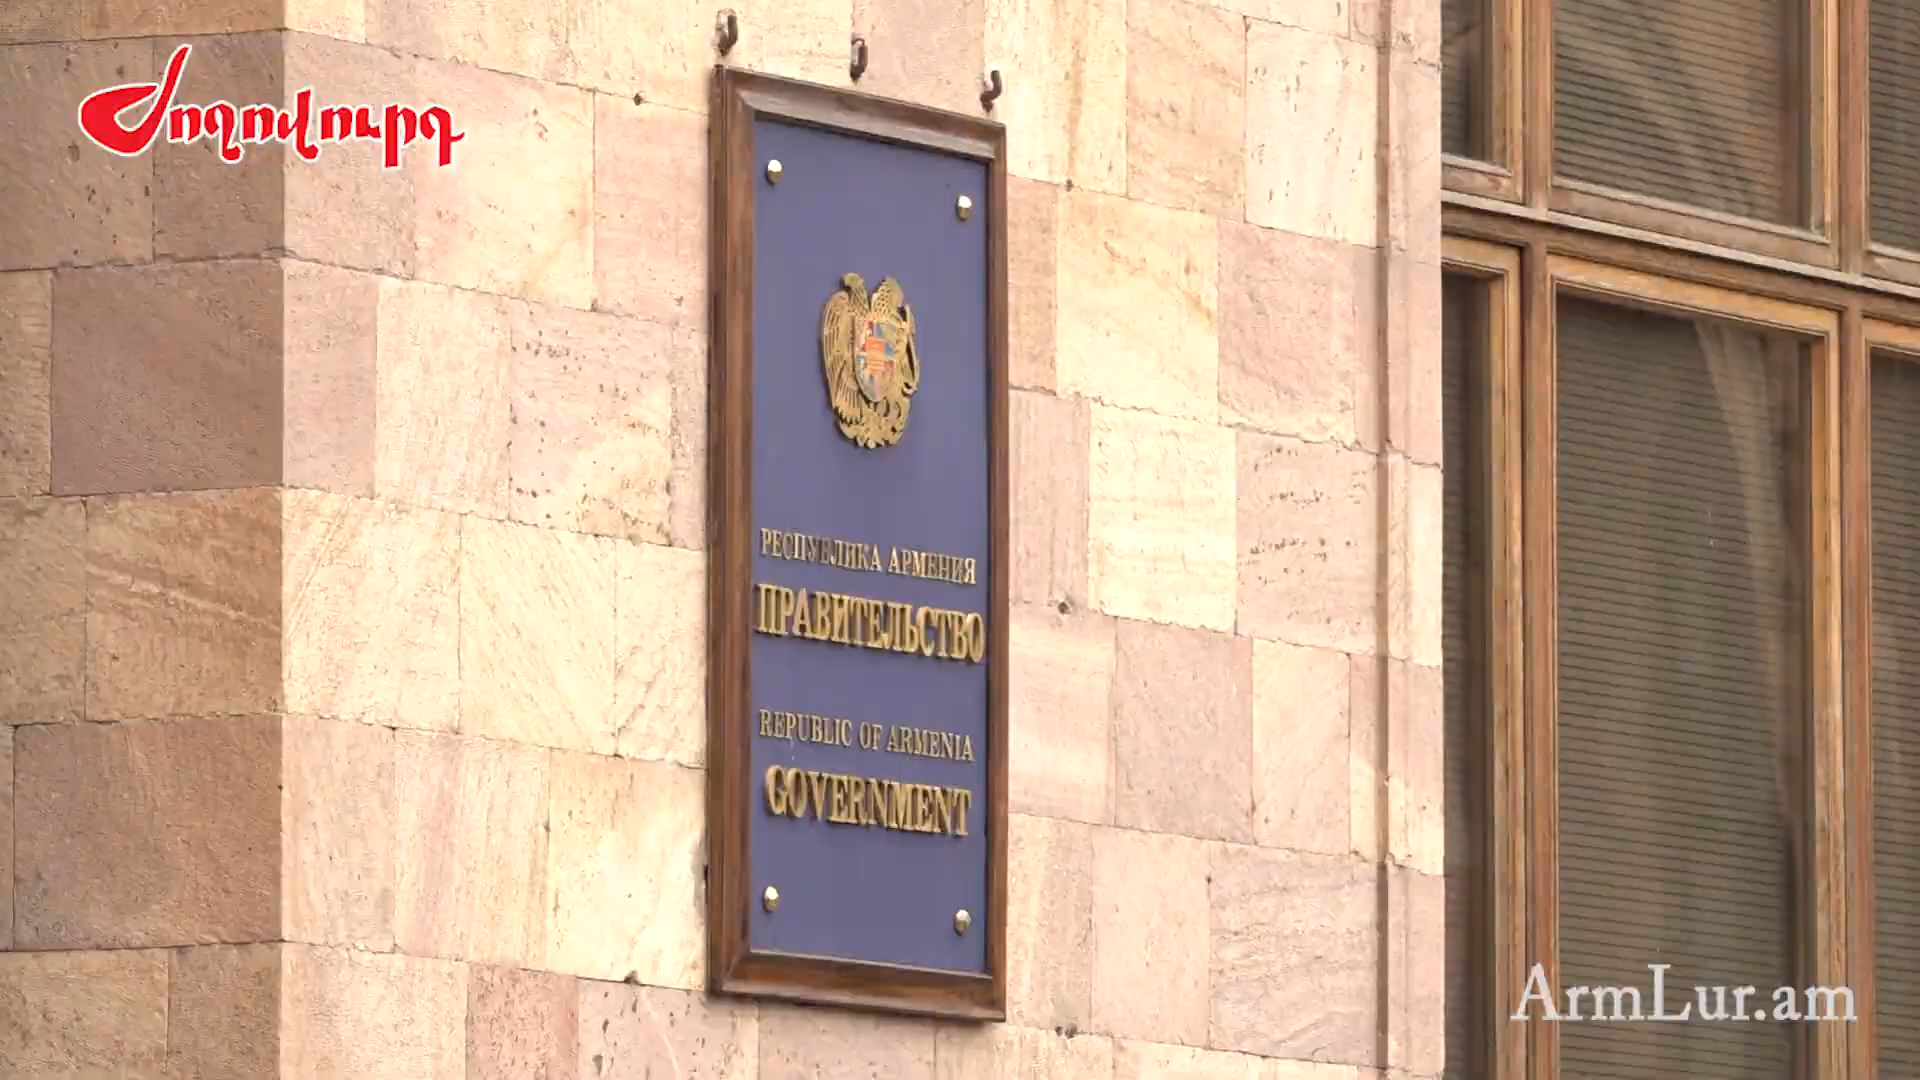 Ժողովուրդ
РЕСПУБЛИКА АРМЕНИЯ
ПРАВИТЕЛЬСТВО
REPUBLIC OF ARMENIA
GOVERNMENT
ArmLur.am